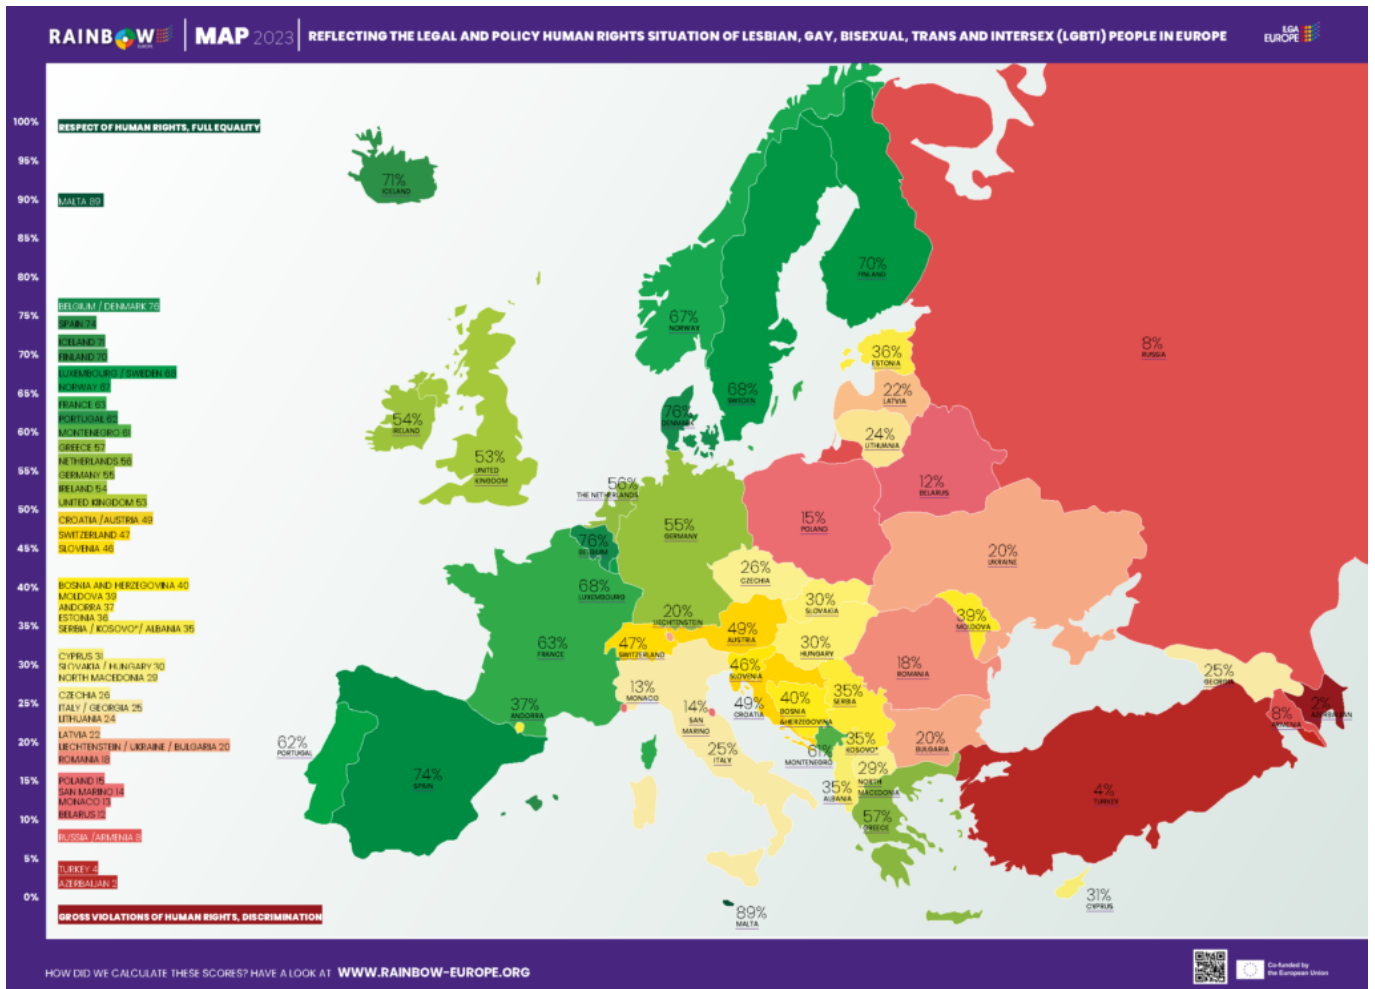 RAINBOW EUROPE | MAP 2023 | REFLECTING THE LEGAL AND POLICY HUMAN RIGHTS SITUATION OF LESBIAN, GAY, BISEXUAL, TRANS AND INTERSEX (LGBTI) PEOPLE IN EUROPE
ILGA EUROPE
100%
RESPECT OF HUMAN RIGHTS, FULL EQUALITY
95%
90%
MALTA 89
85%
80%
BELGIUM / DENMARK 76
75%
SPAIN 74
ICELAND 71
70%
FINLAND 70
LUXEMBOURG / SWEDEN 68
NORWAY 67
65%
FRANCE 63
PORTUGAL 62
60%
MONTENEGRO 61
GREECE 57
NETHERLANDS 56
55%
GERMANY 55
IRELAND 54
UNITED KINGDOM 53
50%
CROATIA /AUSTRIA 49
SWITZERLAND 47
SLOVENIA 46
45%
40%
BOSNIA AND HERZEGOVINA 40
MOLDOVA 39
ANDORRA 37
ESTONIA 36
35%
SERBIA / KOSOVO*/ ALBANIA 35
CYPRUS 31
30%
SLOVAKIA / HUNGARY 30
NORTH MACEDONIA 29
CZECHIA 26
25%
ITALY / GEORGIA 25
LITHUANIA 24
LATVIA 22
20%
LIECHTENSTEIN / UKRAINE / BULGARIA 20
ROMANIA 18
15%
POLAND 15
SAN MARINO 14
MONACO 13
BELARUS 12
10%
RUSSIA /ARMENIA 8
5%
TURKEY 4
AZERBAIJAN 2
0%
GROSS VIOLATIONS OF HUMAN RIGHTS, DISCRIMINATION
71%
ICELAND
70%
FINLAND
67%
NORWAY
8%
RUSSIA
36%
ESTONIA
68%
SWEDEN
22%
LATVIA
76%
DENMARK
54%
IRELAND
24%
LITHUANIA
53%
UNITED
KINGDOM
56%
THE NETHERLANDS
12%
BELARUS
15%
POLAND
55%
GERMANY
76%
BELGIUM
20%
UKRAINE
26%
CZECHIA
68%
LUXEMBOURG
30%
SLOVAKIA
20%
LIECHTENSTEIN
39%
MOLDOVA
63%
FRANCE
47%
SWITZERLAND
49%
AUSTRIA
30%
HUNGARY
18%
ROMANIA
46%
SLOVENIA
25%
GEORGIA
13%
MONACO
35%
SERBIA
37%
ANDORRA
14%
SAN
MARINO
49%
CROATIA
40%
BOSNIA
&HERZEGOVINA
2%
AZERBAIJAN
8%
ARMENIA
62%
PORTUGAL
25%
ITALY
61%
MONTENEGRO
35%
KOSOVO*
20%
BULGARIA
74%
SPAIN
29%
NORTH
MACEDONIA
35%
ALBANIA
4%
TURKEY
57%
GREECE
31%
CYPRUS
89%
MALTA
HOW DID WE CALCULATE THESE SCORES? HAVE A LOOK AT WWW.RAINBOW-EUROPE.ORG
Co-funded by
the European Union